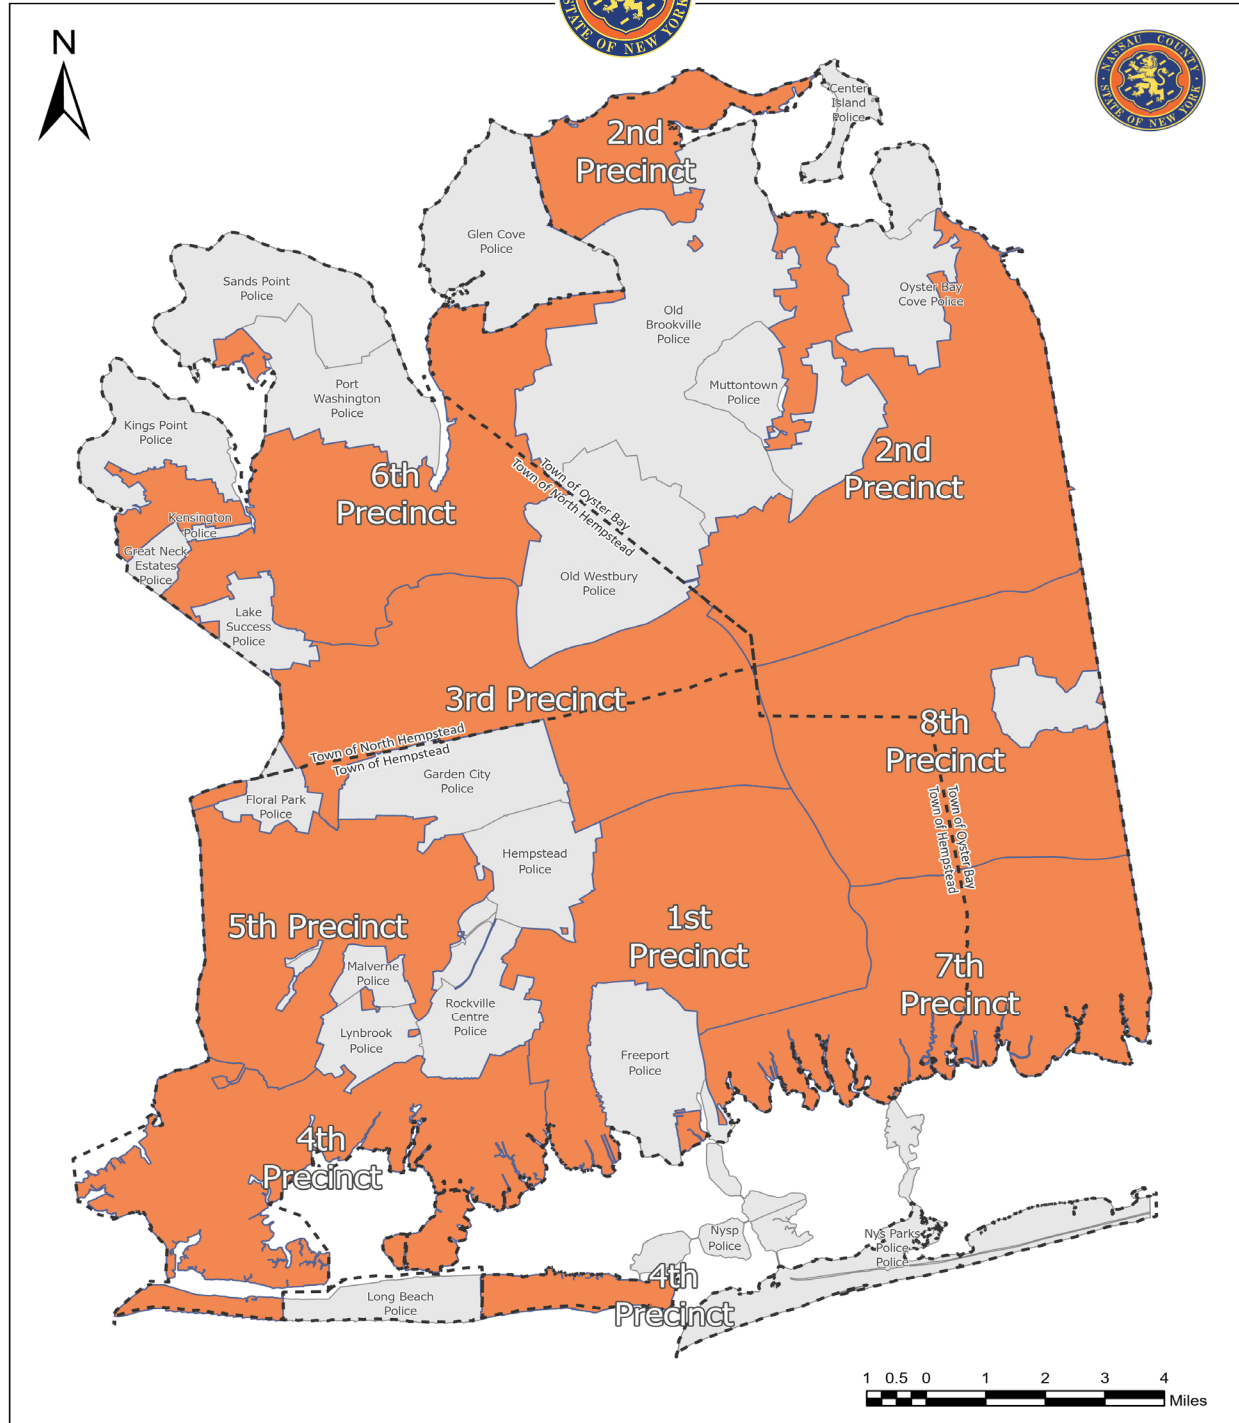 STATE OF NEW YORK
N
NASSAU COUNTY
STATE OF NEW YORK
Center
Island
Police
2nd
Precinct
Glen Cove
Police
Sands Point
Police
Oyster Bay
Cove Police
Old
Brookville
Police
Port
Washington
Police
Muttontown
Police
Kings Point
Police
2nd
Precinct
6th
Precinct
Town of Oyster Bay
Town of North Hempstead
Kensington
Police
Great Neck
Estates
Police
Old Westbury
Police
Lake
Success
Police
3rd Precinct
8th
Precinct
Town of North Hempstead
Town of Hempstead
Garden City
Police
Floral Park
Police
Town of Oyster Bay
Town of Hempstead
Hempstead
Police
5th Precinct
1st
Precinct
Malverne
Police
7th
Precinct
Rockville
Centre
Police
Lynbrook
Police
Freeport
Police
4th
Precinct
Nysp
Police
Nys Parks
Police
Police
4th
Precinct
Long Beach
Police
1 0.5 0 1 2 3 4
Miles